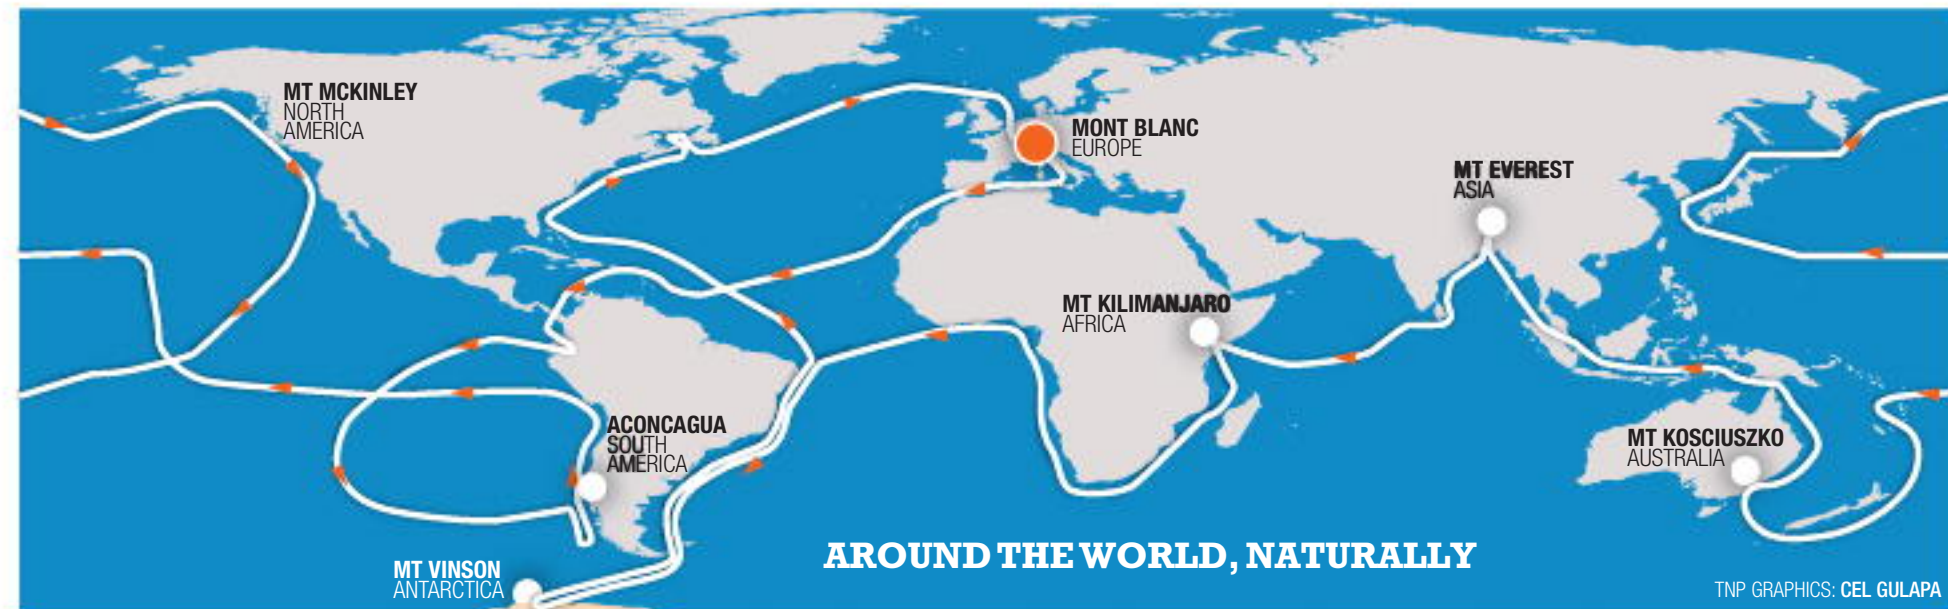 MT MCKINLEY
NORTH
AMERICA
MONT BLANC
EUROPE
MT EVEREST
ASIA
MT KILIMANJARO
AFRICA
ACONCAGUA
SOUTH
AMERICA
MT KOSCIUSZKO
AUSTRALIA
MT VINSON
ANTARCTICA
AROUND THE WORLD, NATURALLY
TNP GRAPHICS: CEL GULAPA